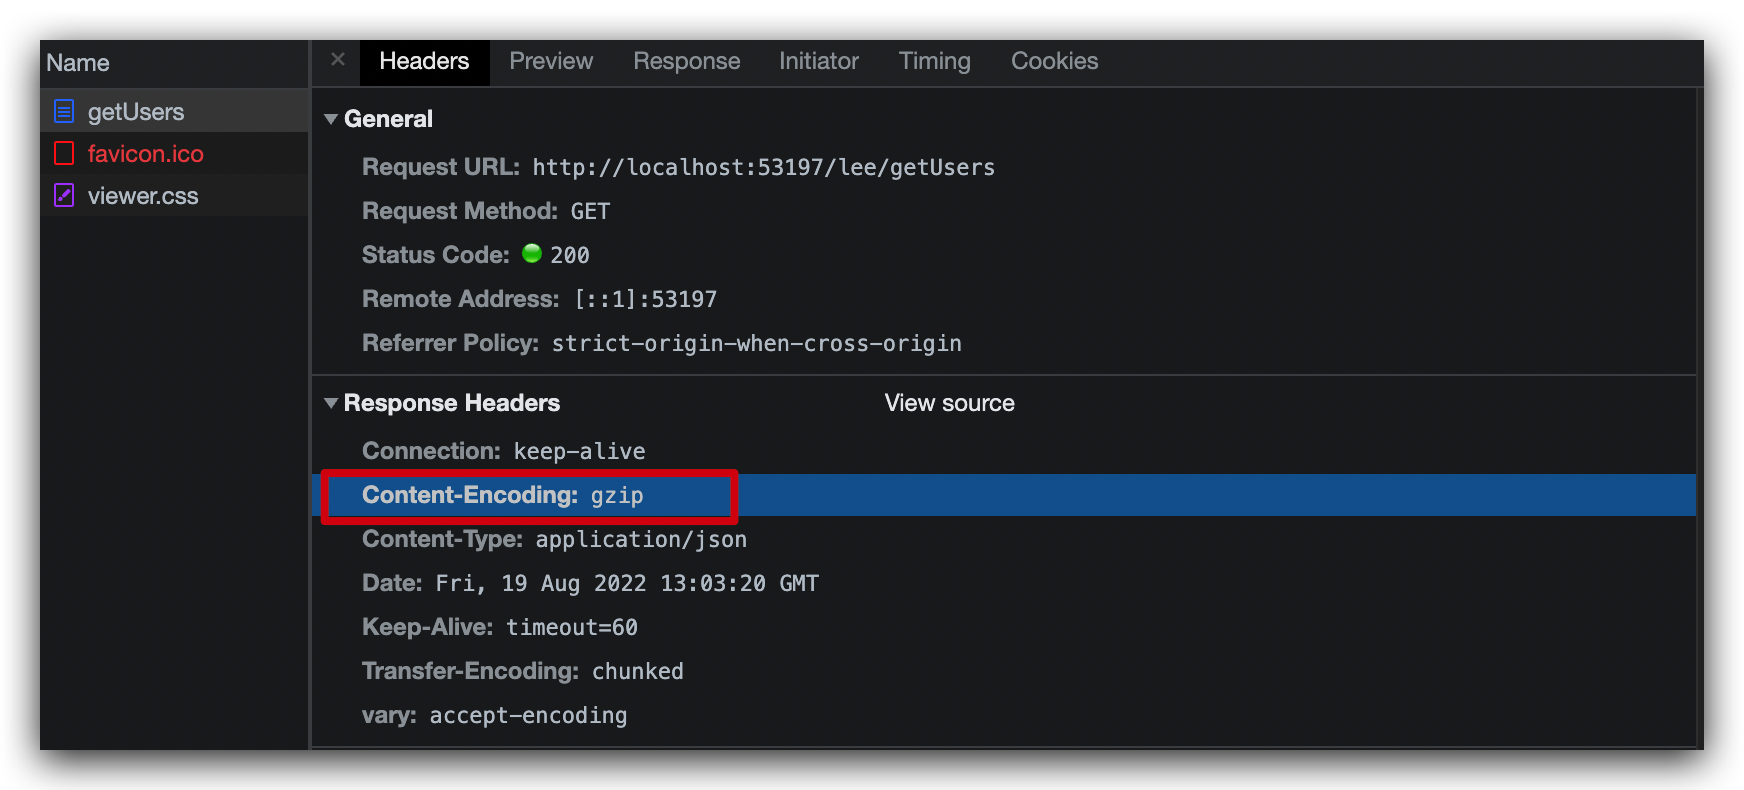 Name
getUsers
favicon.ico
viewer.css
× Headers Preview Response Initiator Timing Cookies
General
Request URL: http://localhost:53197/lee/getUsers
Request Method: GET
Status Code: 200
Remote Address: [::1]:53197
Referrer Policy: strict-origin-when-cross-origin
Response Headers View source
Connection: keep-alive
Content-Encoding: gzip
Content-Type: application/json
Date: Fri, 19 Aug 2022 13:03:20 GMT
Keep-Alive: timeout=60
Transfer-Encoding: chunked
vary: accept-encoding